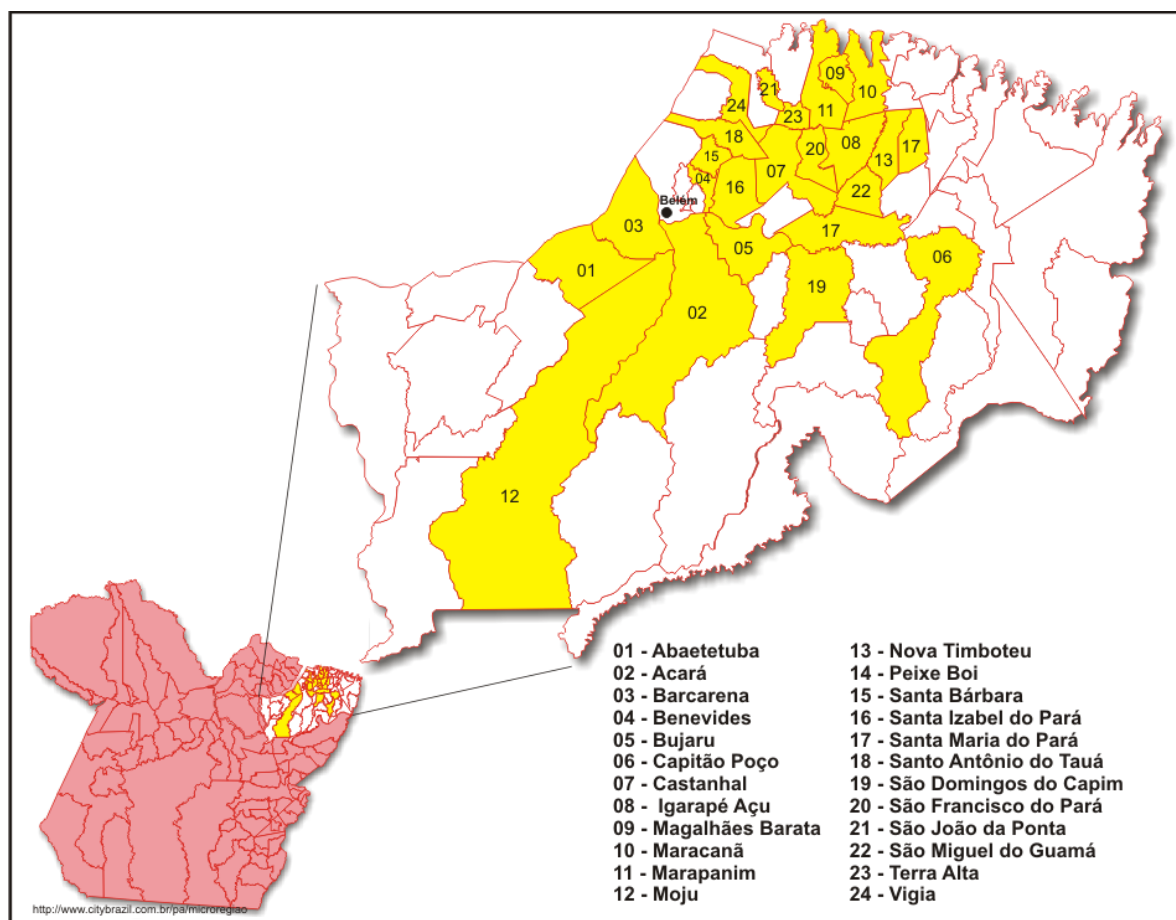 09
21
10
24
11
23
18
20
08
13
17
15
07
04
16
22
Belém
03
17
05
06
01
19
02
12
01 - Abaetetuba
02 - Acará
03 - Barcarena
04 - Benevides
05 - Bujaru
06 - Capitão Poço
07 - Castanhal
08 - Igarapé Açu
09 - Magalhães Barata
10 - Maracanã
11 - Marapanim
12 - Moju
13 - Nova Timboteu
14 - Peixe Boi
15 - Santa Bárbara
16 - Santa Izabel do Pará
17 - Santa Maria do Pará
18 - Santo Antônio do Tauá
19 - São Domingos do Capim
20 - São Francisco do Pará
21 - São João da Ponta
22 - São Miguel do Guamá
23 - Terra Alta
24 - Vigia
http://www.citybrazil.com.br/pa/microregiao